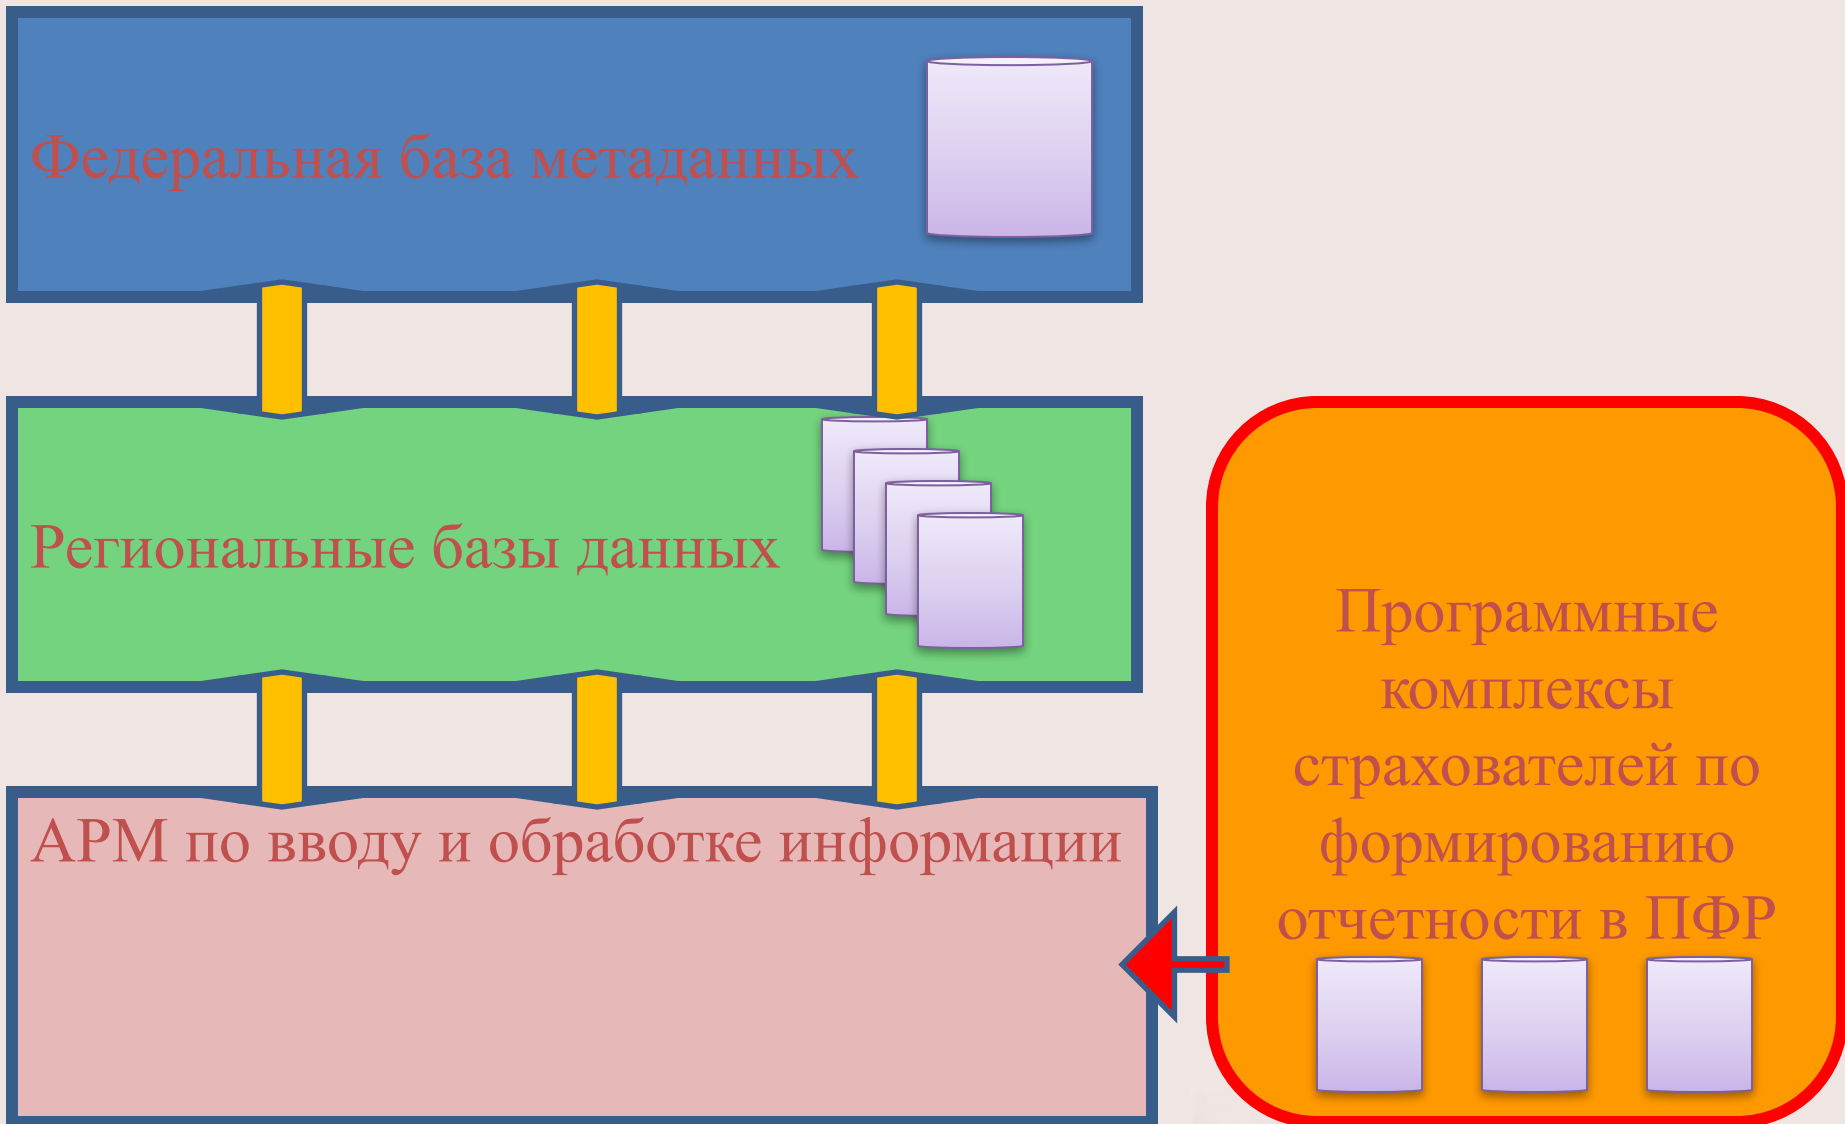 Федеральная база метаданных
Региональные базы данных
АРМ по вводу и обработке информации
Программные
комплексы
страхователей по
формированию
отчетности в ПФР